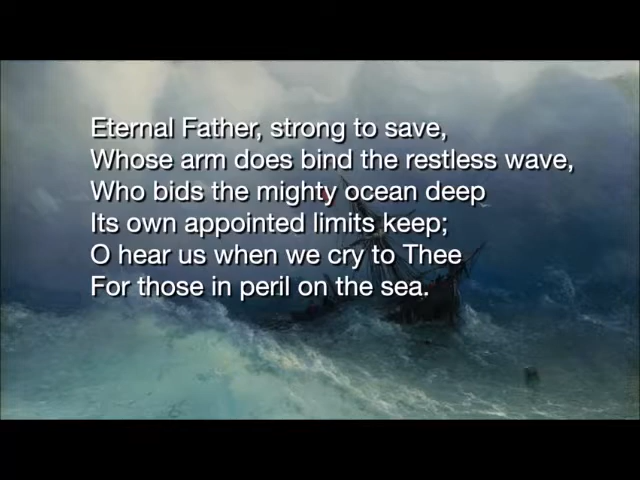 Eternal Father, strong to save,
Whose arm does bind the restless wave,
Who bids the mighty ocean deep
Its own appointed limits keep;
O hear us when we cry to Thee
For those in peril on the sea.